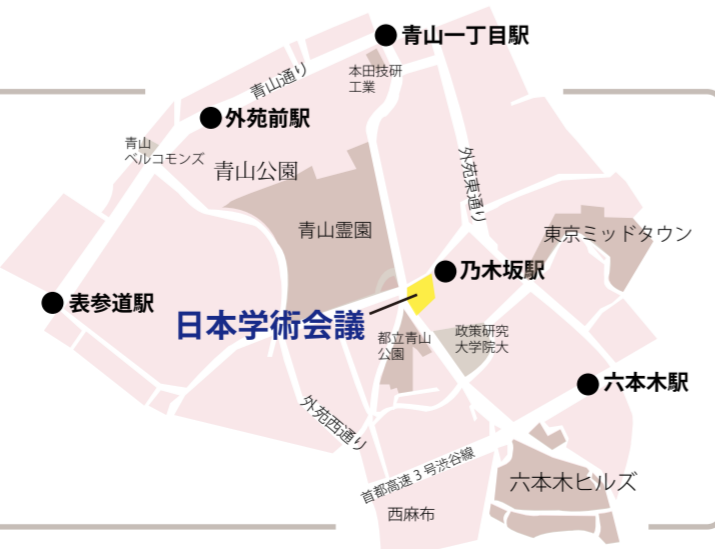 青山一丁目駅
本田技研
工業
青山通り
外苑前駅
青山
ベルコモンズ
青山公園
外苑東通り
青山霊園
東京ミッドタウン
乃木坂駅
表参道駅
日本学術会議
都立青山
公園
政策研究
大学院大
六本木駅
外苑西通り
首都高速3号渋谷線
六本木ヒルズ
西麻布